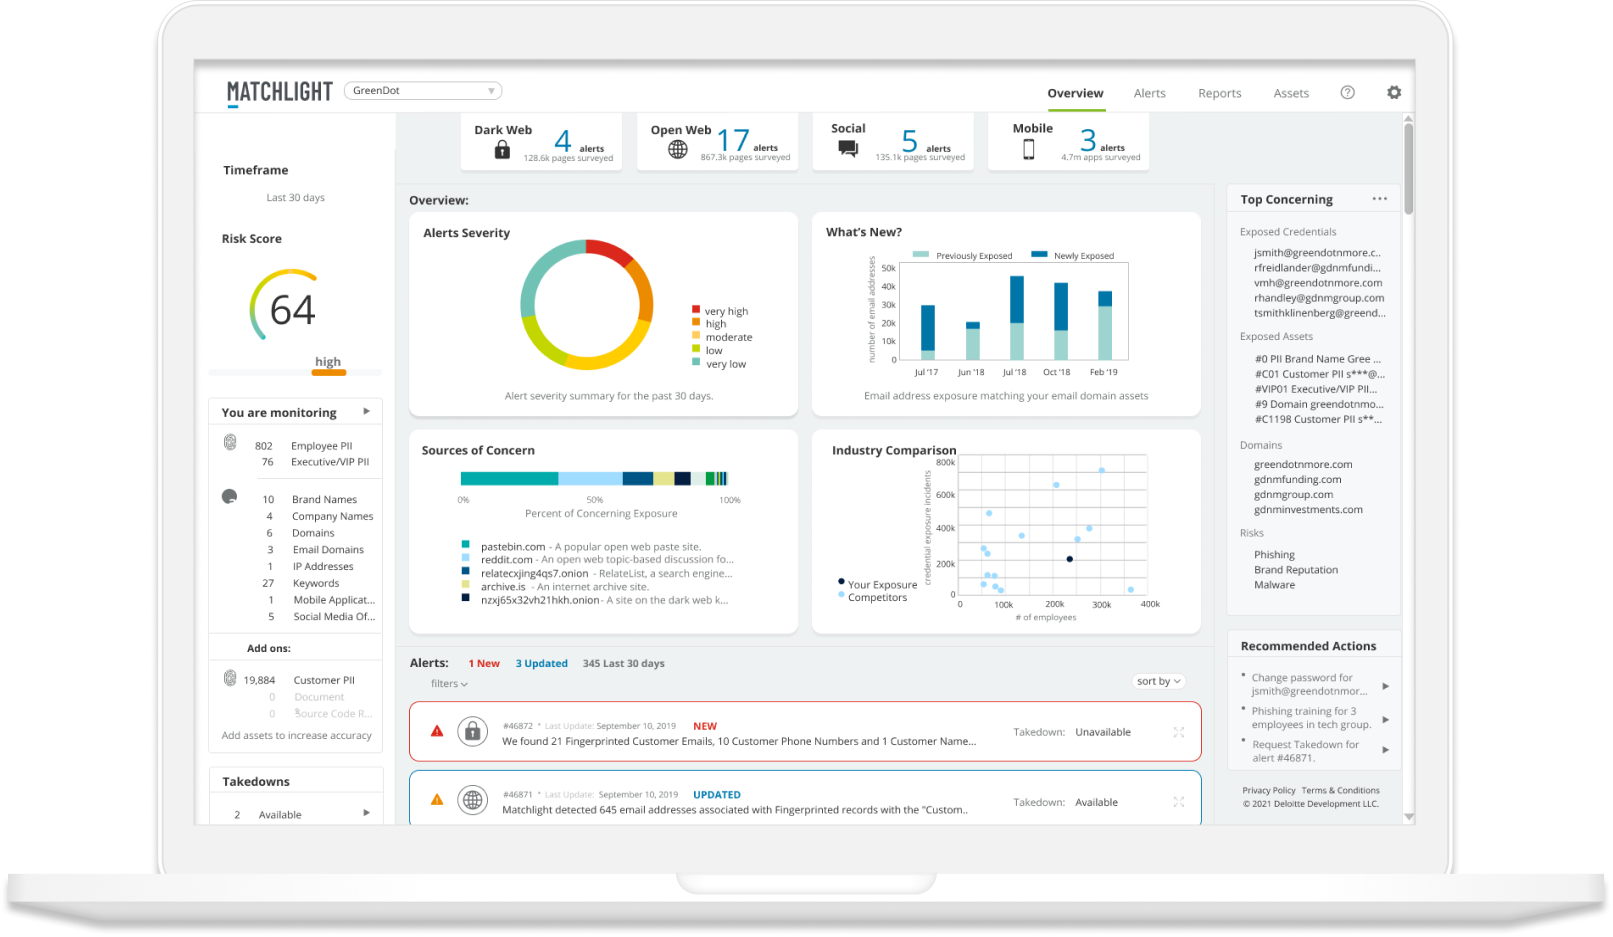 MATCHLIGHT
GreenDot
Overview Alerts Reports Assets ?
Dark Web 4 alerts
128.6k pages surveyed
Open Web 17 alerts
867.3k pages surveyed
Social 5 alerts
135.1k pages surveyed
Mobile 3 alerts
4.7m apps surveyed
Timeframe
Last 30 days
Risk Score
64
high
You are monitoring
802 Employee PII
76 Executive/VIP PII
10 Brand Names
4 Company Names
6 Domains
3 Email Domains
1 IP Addresses
27 Keywords
1 Mobile Applicat...
5 Social Media Of...
Add ons:
19,884 Customer PII
0 Document
0 Source Code R...
Add assets to increase accuracy
Takedowns
2 Available
Overview:
Alerts Severity
very high
high
moderate
low
very low
Alert severity summary for the past 30 days.
What's New?
Previously Exposed Newly Exposed
number of email addresses
50k
40k
30k
20k
10k
0
Jul '17 Jun '18 Jul '18 Oct '18 Feb '19
Email address exposure matching your email domain assets
Sources of Concern
0% 50% 100%
Percent of Concerning Exposure
pastebin.com - A popular open web paste site.
reddit.com - An open web topic-based discussion fo...
relatecxjing4qs7.onion - RelateList, a search engine...
archive.is - An internet archive site.
nzxj65x32vh21hkh.onion - A site on the dark web k...
Industry Comparison
credential exposure incidents
800k
600k
400k
200k
0
0 100k 200k 300k 400k
# of employees
Your Exposure
Competitors
Alerts: 1 New 3 Updated 345 Last 30 days
filters
sort by
#46872 * Last Update: September 10, 2019 NEW
We found 21 Fingerprinted Customer Emails, 10 Customer Phone Numbers and 1 Customer Name...
Takedown: Unavailable
#46871 * Last Update: September 10, 2019 UPDATED
Matchlight detected 645 email addresses associated with Fingerprinted records with the "Custom..
Takedown: Available
Top Concerning ...
Exposed Credentials
jsmith@greendotnmore.c..
rfreidlander@gdnmfundi...
vmh@greendotnmore.com
rhandley@gdnmgroup.com
tsmithklinenberg@greend...
Exposed Assets
#0 PII Brand Name Gree ...
#C01 Customer PII s***@...
#VIP01 Executive/VIP PII...
#9 Domain greendotnmo...
#C1198 Customer PII s**...
Domains
greendotnmore.com
gdnmfunding.com
gdnmgroup.com
gdnminvestments.com
Risks
Phishing
Brand Reputation
Malware
Recommended Actions
* Change password for
jsmith@greendotnmor...
* Phishing training for 3
employees in tech group.
* Request Takedown for
alert #46871.
Privacy Policy Terms & Conditions
© 2021 Deloitte Development LLC.